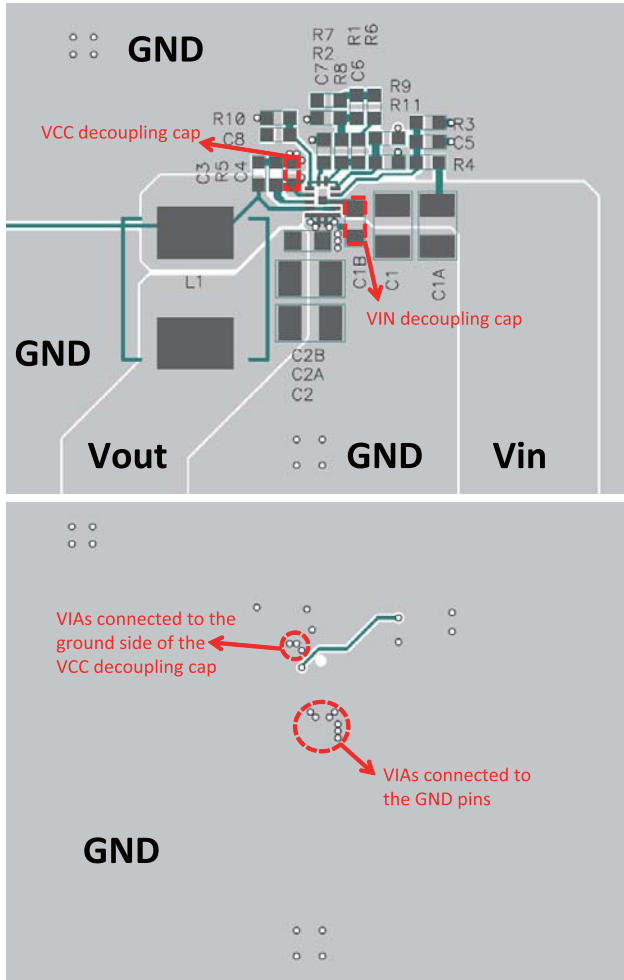 GND
R7
R2
R1
R6
C7
R8
C6
R9
R11
R10
C8
R3
C5
R4
VCC decoupling cap
C3
R5
C4
L1
C1B
C1
C1A
VIN decoupling cap
GND
C2B
C2A
C2
Vout
GND
Vin
VIAs connected to the
ground side of the
VCC decoupling cap
VIAs connected to
the GND pins
GND